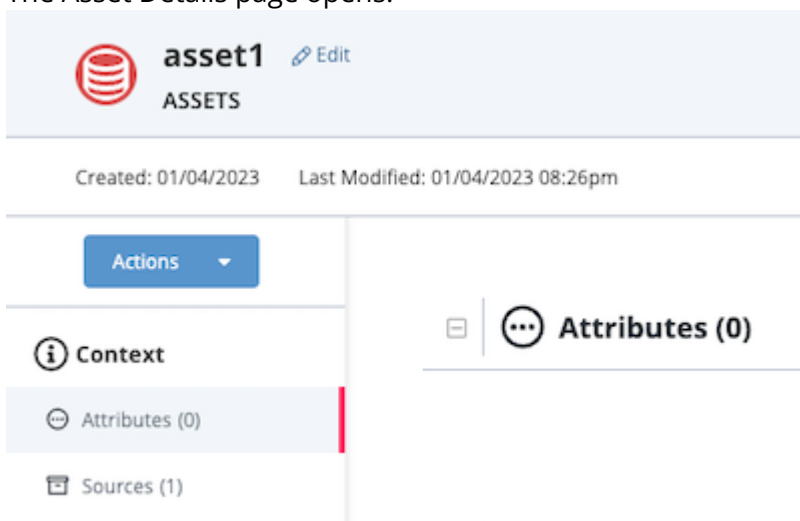 The Asset Details page opens.
asset1 Edit
ASSETS
Created: 01/04/2023 Last Modified: 01/04/2023 08:26pm
Actions
Attributes (0)
Context
Attributes (0)
Sources (1)